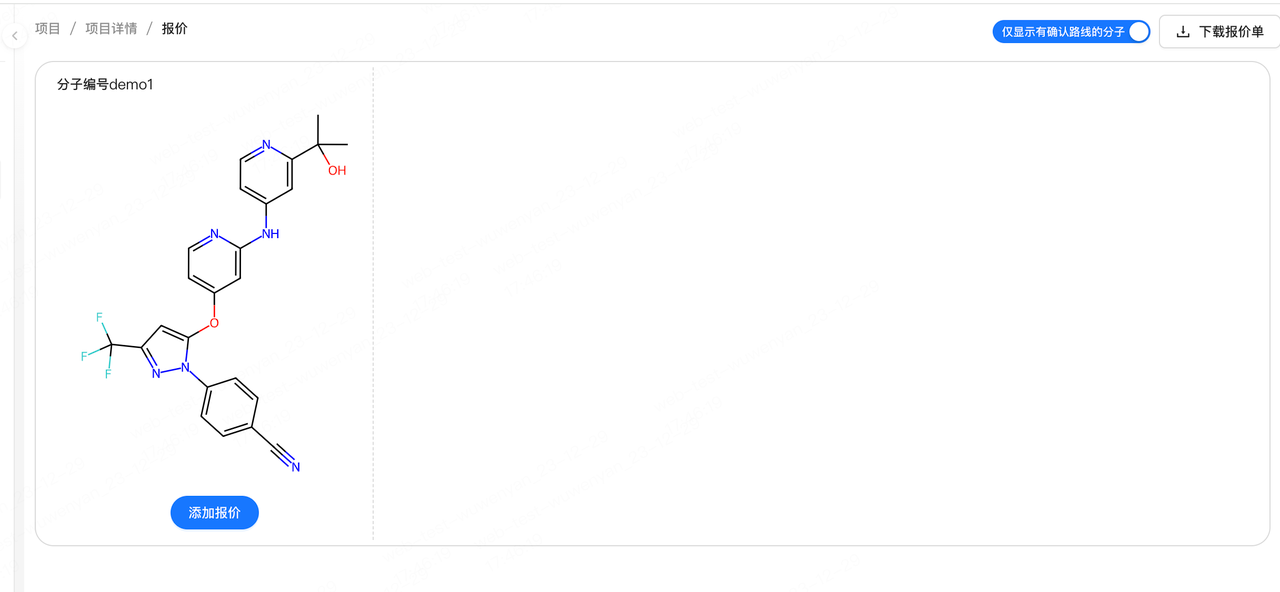 项目 / 项目详情 / 报价
仅显示有确认路线的分子
下载报价单
分子编号demo1
N
OH
N
NH
O
F
F
F
N
N
N
添加报价